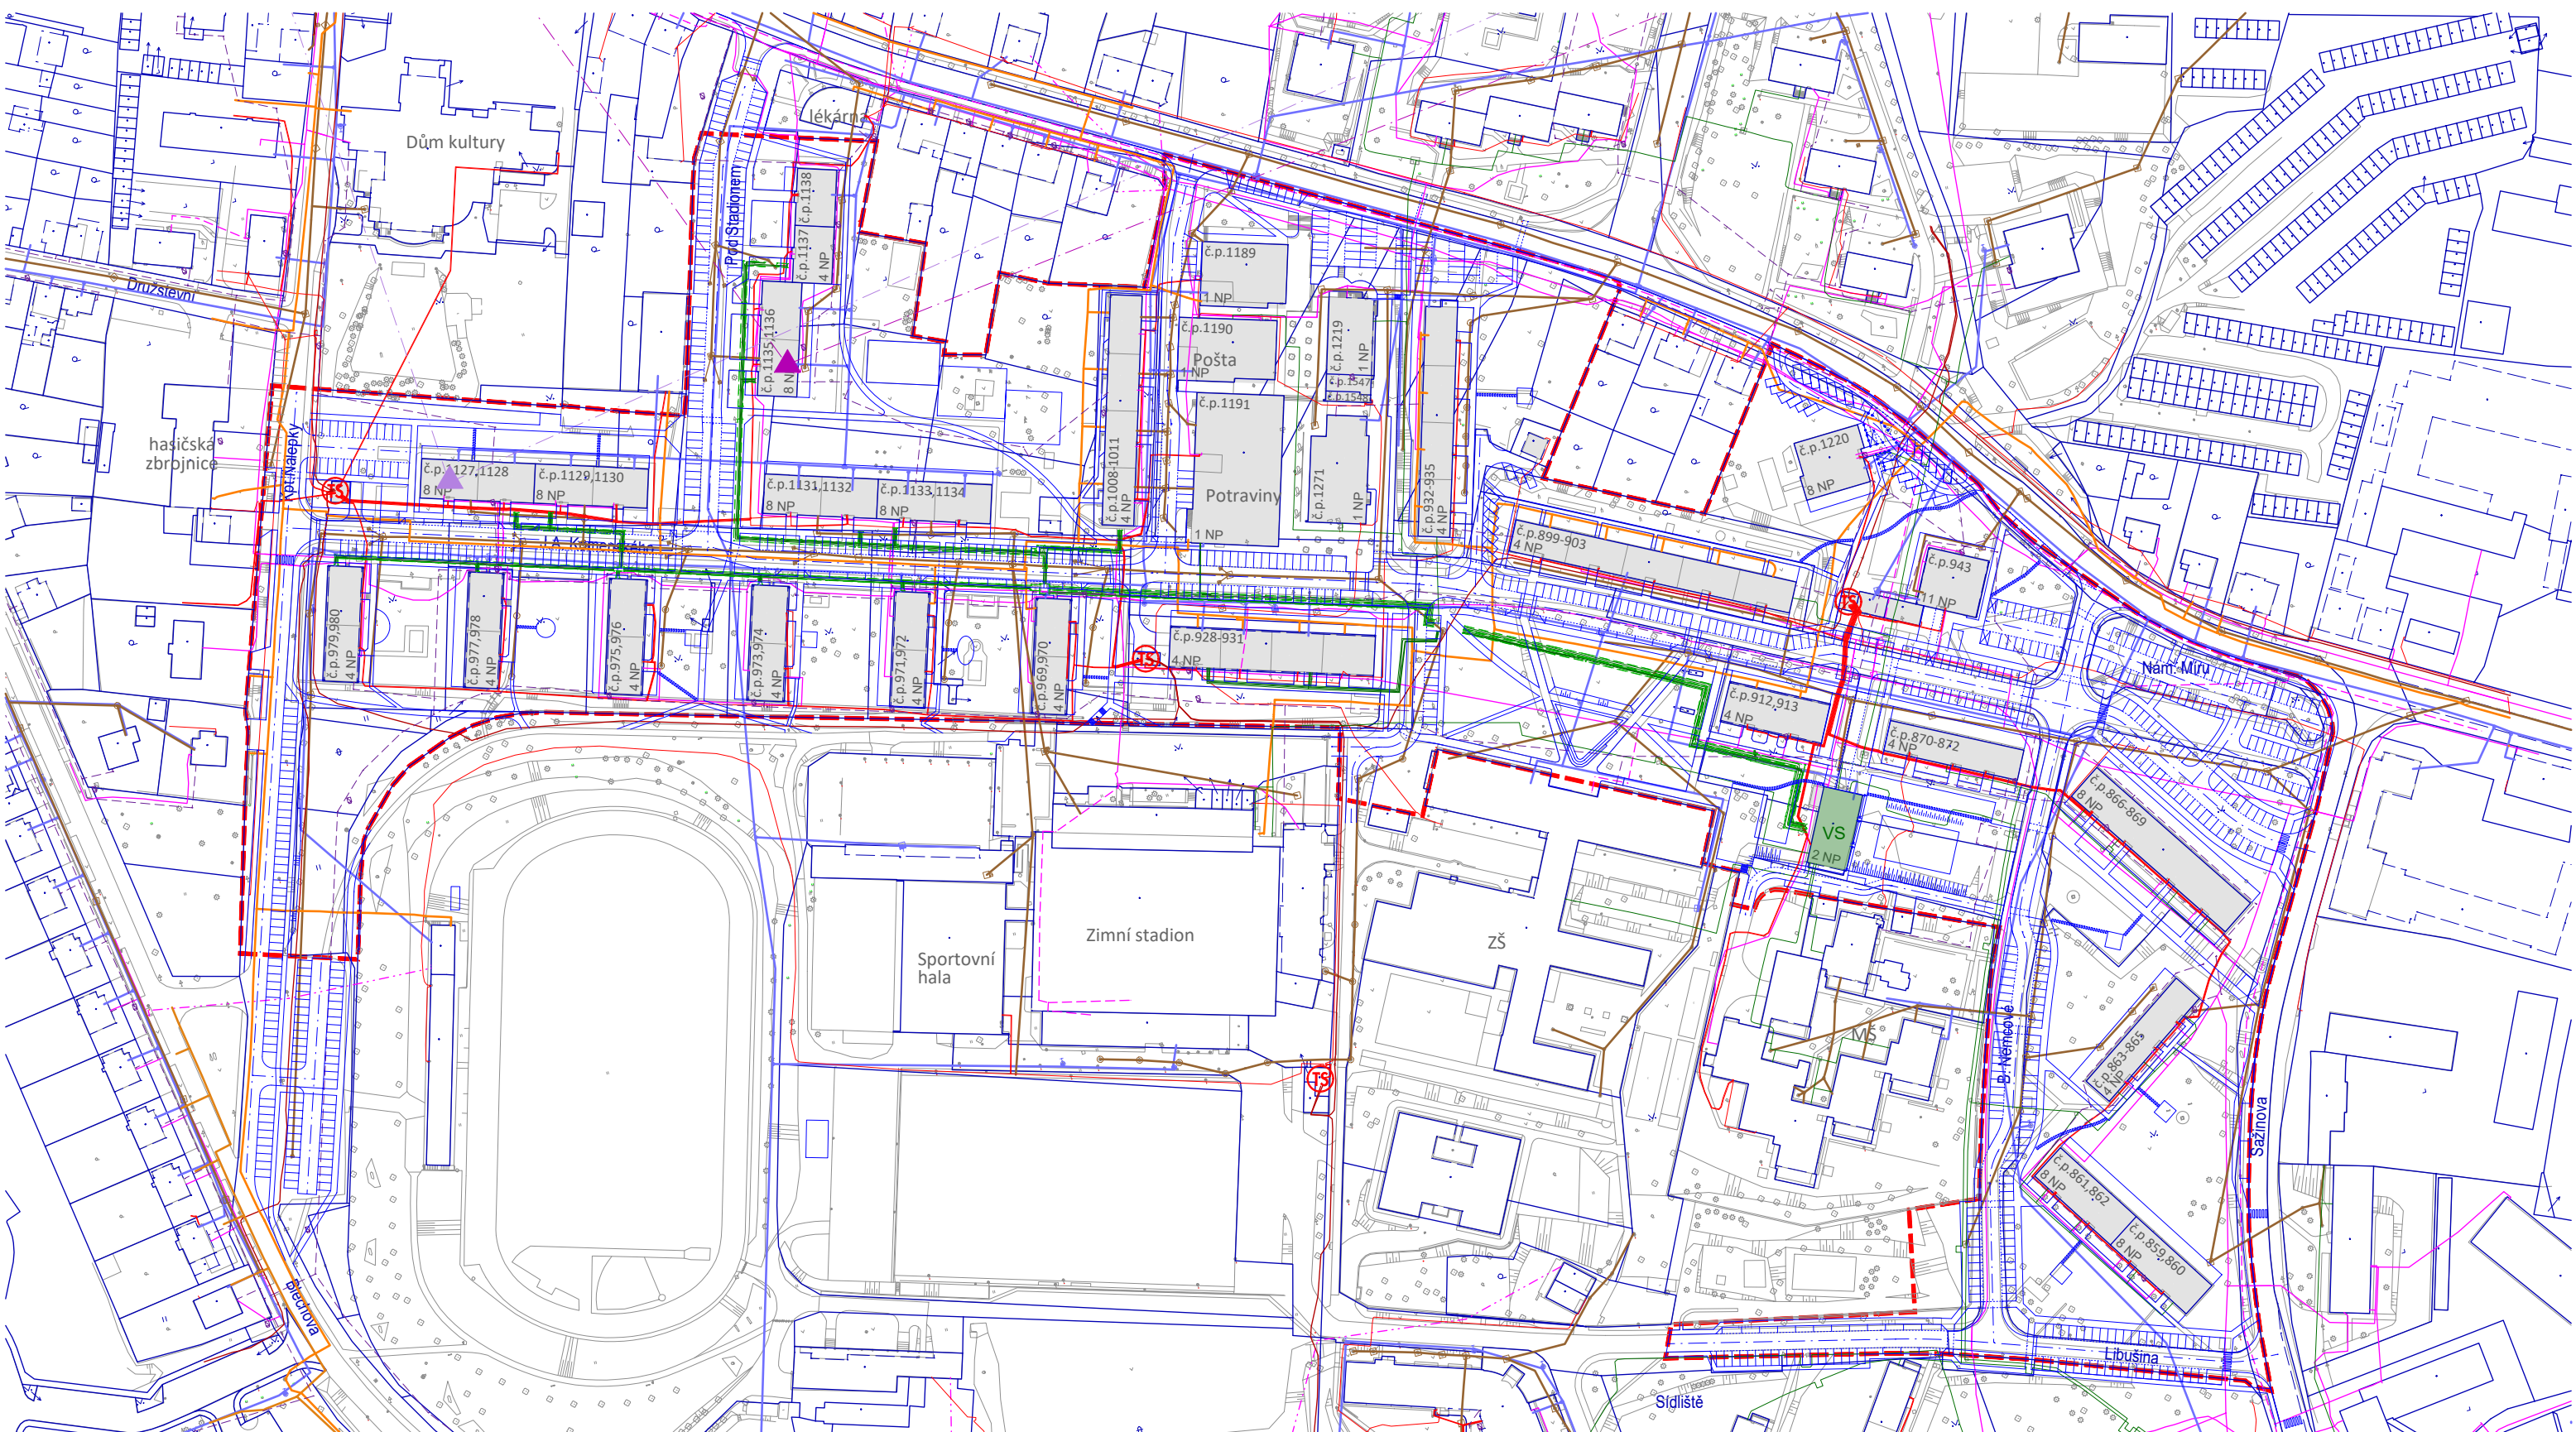 lékárna
Dům kultury
Pod Stadionem
č.p.1137
č.p.1138
4 NP
č.p.1189
1 NP
Družstevní
č.p.1135,1136
8 NP
č.p.1190
Pošta
1 NP
č.p.1219
1 NP
č.p.1547
č.p.1548
č.p.1191
Potraviny
1 NP
č.p.1008-1011
4 NP
č.p.1271
1 NP
č.p.932-935
4 NP
č.p.1220
8 NP
hasičská
zbrojnice
Kpt.Nálepky
TS
8 NP
č.p.1129,1130
8 NP
č.p.1131,1132
8 NP
č.p.1133,1134
8 NP
č.p.899-903
4 NP
č.p.943
11 NP
TS
č.p.979,980
4 NP
č.p.977,978
4 NP
č.p.975,976
4 NP
č.p.973,974
4 NP
č.p.971,972
4 NP
č.p.969,970
4 NP
TS
č.p.928-931
4 NP
č.p.912,913
4 NP
č.p.870-872
4 NP
Nám. Míru
č.p.866-869
8 NP
VS
2 NP
Zimní stadion
Sportovní
hala
ZŠ
MŠ
B. Němcové
č.p.863-865
4 NP
TS
Sažinova
č.p.861,862
8 NP
č.p.859,860
8 NP
Libušina
Sídliště